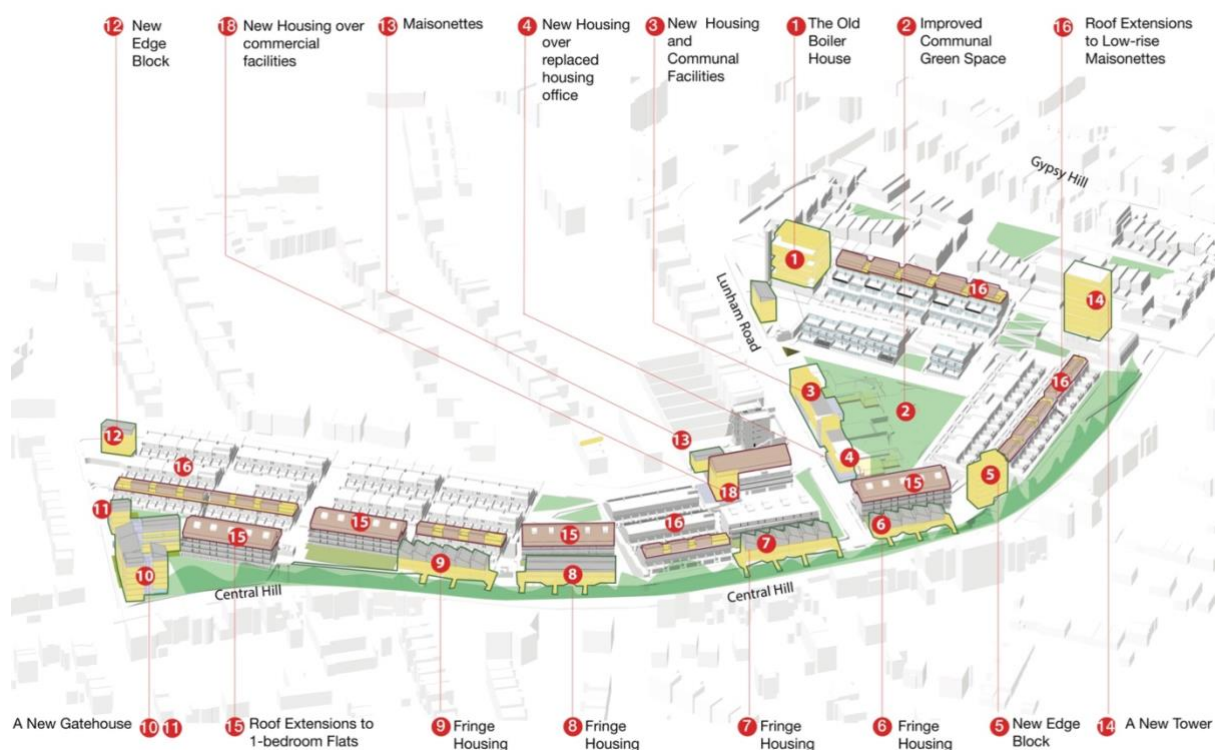 12 New
Edge
Block
18 New Housing over
commercial
facilities
13 Maisonettes
4 New Housing
over
replaced
housing
office
3 New Housing
and
Communal
Facilities
1 The Old
Boiler
House
2 Improved
Communal
Green Space
16 Roof Extensions
to Low-rise
Maisonettes
Gypsy Hill
Lunham Road
1
16
14
16
3
2
13
4
12
16
18
15
5
11
15
15
15
16
7
6
10
9
8
Central Hill
Central Hill
A New Gatehouse 10 11
15 Roof Extensions to
1-bedroom Flats
9 Fringe
Housing
8 Fringe
Housing
7 Fringe
Housing
6 Fringe
Housing
5 New Edge
Block
14 A New Tower